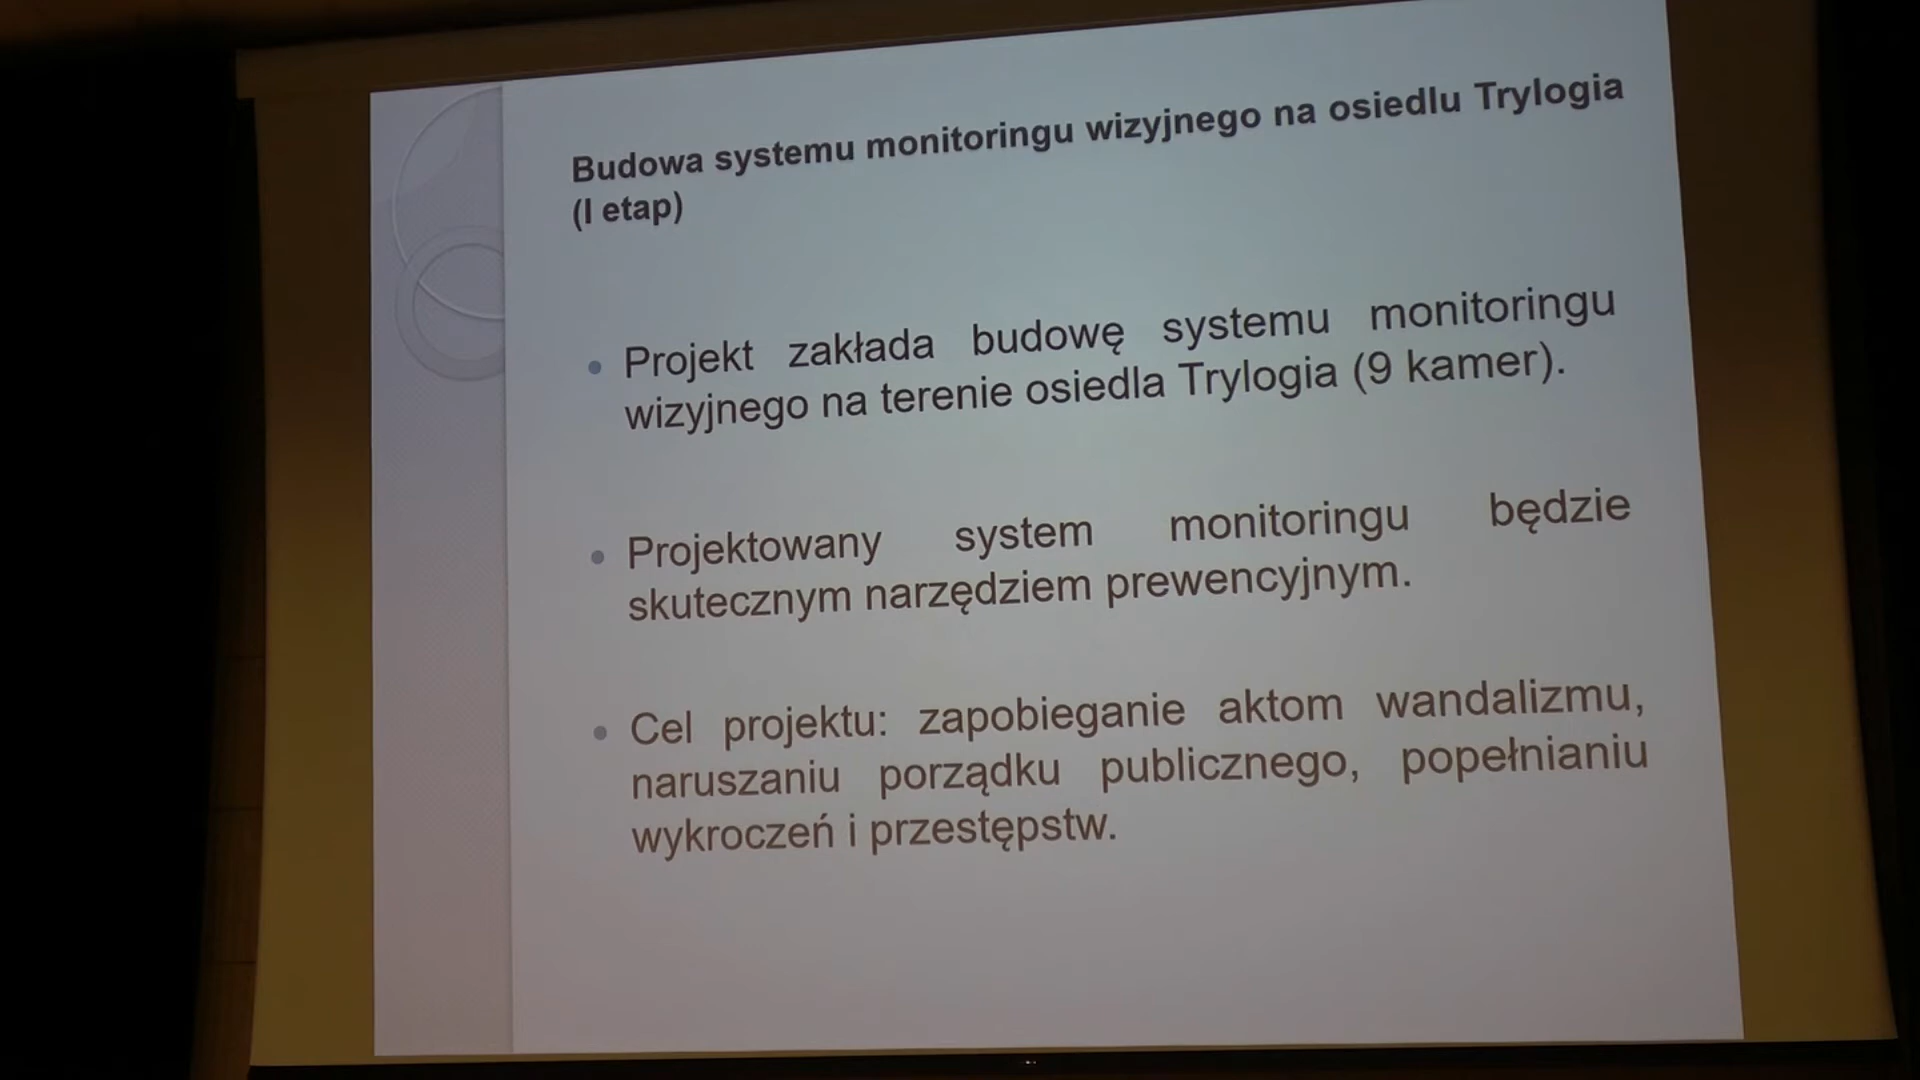 Budowa systemu monitoringu wizyjnego na osiedlu Trylogia
(I etap)
Projekt zakłada budowę systemu monitoringu
wizyjnego na terenie osiedla Trylogia (9 kamer).
Projektowany system monitoringu będzie
skutecznym narzędziem prewencyjnym.
Cel projektu: zapobieganie aktom wandalizmu,
naruszaniu porządku publicznego, popełnianiu
wykroczeń i przestępstw.